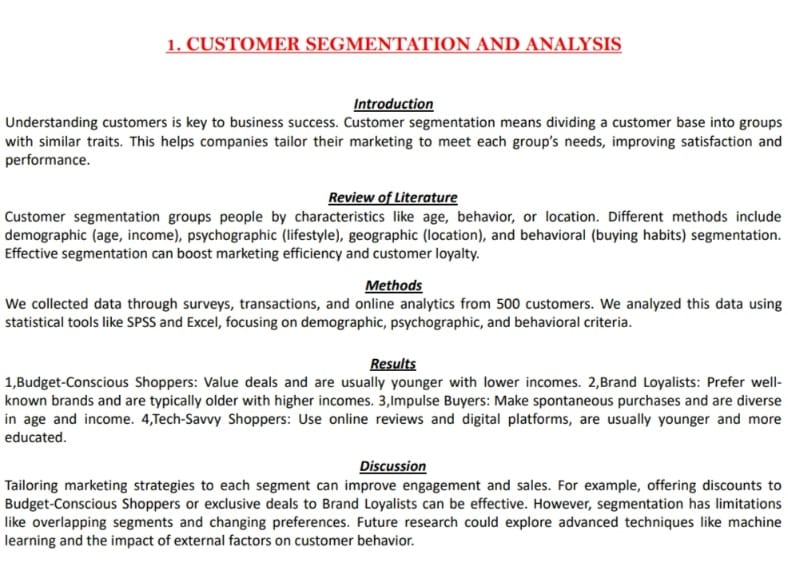 1. CUSTOMER SEGMENTATION AND ANALYSIS
Introduction
Understanding customers is key to business success. Customer segmentation means dividing a customer base into groups
with similar traits. This helps companies tailor their marketing to meet each group's needs, improving satisfaction and
performance.
Review of Literature
Customer segmentation groups people by characteristics like age, behavior, or location. Different methods include
demographic (age, income), psychographic (lifestyle), geographic (location), and behavioral (buying habits) segmentation.
Effective segmentation can boost marketing efficiency and customer loyalty.
Methods
We collected data through surveys, transactions, and online analytics from 500 customers. We analyzed this data using
statistical tools like SPSS and Excel, focusing on demographic, psychographic, and behavioral criteria.
Results
1,Budget-Conscious Shoppers: Value deals and are usually younger with lower incomes. 2,Brand Loyalists: Prefer well-
known brands and are typically older with higher incomes. 3,Impulse Buyers: Make spontaneous purchases and are diverse
in age and income. 4,Tech-Savvy Shoppers: Use online reviews and digital platforms, are usually younger and more
educated.
Discussion
Tailoring marketing strategies to each segment can improve engagement and sales. For example, offering discounts to
Budget-Conscious Shoppers or exclusive deals to Brand Loyalists can be effective. However, segmentation has limitations
like overlapping segments and changing preferences. Future research could explore advanced techniques like machine
learning and the impact of external factors on customer behavior.